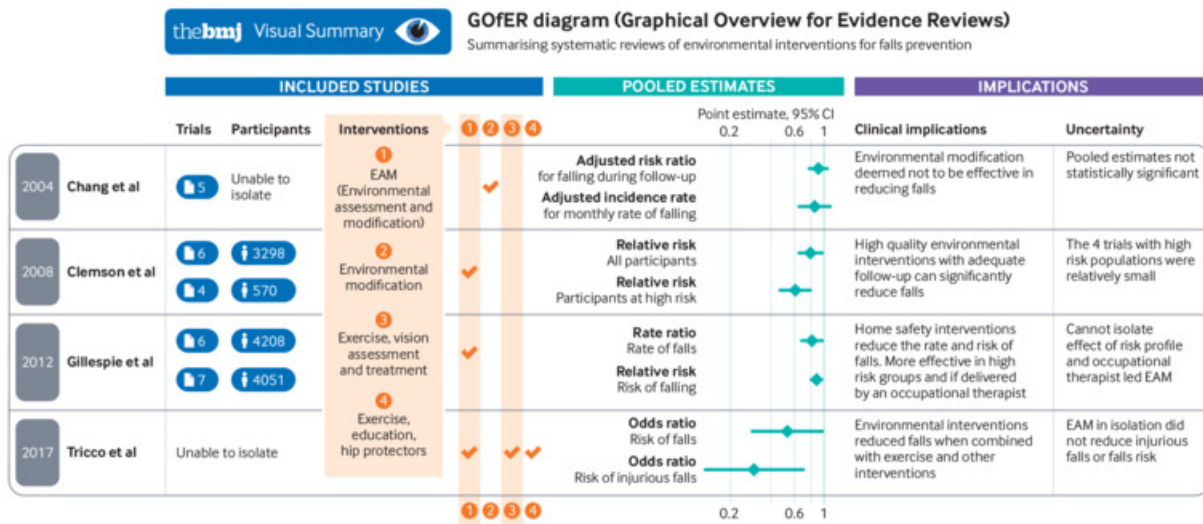 thebmj Visual Summary
GOfER diagram (Graphical Overview for Evidence Reviews)
Summarising systematic reviews of environmental interventions for falls prevention
INCLUDED STUDIES
POOLED ESTIMATES
IMPLICATIONS
Trials
Participants
Interventions
1 2 3 4
Point estimate, 95% CI
0.2 0.6 1
Clinical implications
Uncertainty
2004
Chang et al
5
Unable to
isolate
1
EAM
(Environmental
assessment and
modification)
Adjusted risk ratio
for falling during follow-up
Adjusted incidence rate
for monthly rate of falling
Environmental modification
deemed not to be effective in
reducing falls
Pooled estimates not
statistically significant
2008
Clemson et al
6
3298
4
570
2
Environmental
modification
Relative risk
All participants
Relative risk
Participants at high risk
High quality environmental
interventions with adequate
follow-up can significantly
reduce falls
The 4 trials with high
risk populations were
relatively small
2012
Gillespie et al
6
4208
7
4051
3
Exercise, vision
assessment
and treatment
Rate ratio
Rate of falls
Relative risk
Risk of falling
Home safety interventions
reduce the rate and risk of
falls. More effective in high
risk groups and if delivered
by an occupational therapist
Cannot isolate
effect of risk profile
and occupational
therapist led EAM
2017
Tricco et al
Unable to isolate
4
Exercise,
education,
hip protectors
Odds ratio
Risk of falls
Odds ratio
Risk of injurious falls
Environmental interventions
reduced falls when combined
with exercise and other
interventions
EAM in isolation did
not reduce injurious
falls or falls risk
1 2 3 4
0.2 0.6 1